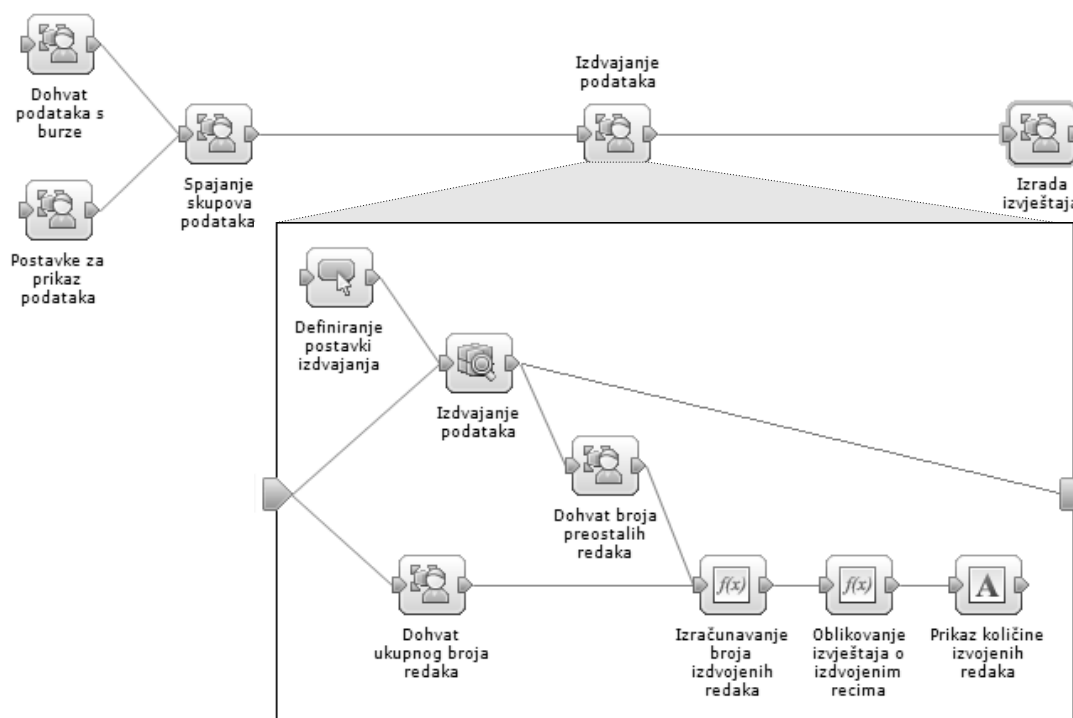 Dohvat
podataka s
burze
Postavke za
prikaz
podataka
Spajanje
skupova
podataka
Izdvajanje
podataka
Izrada
izvještaja
Definiranje
postavki
izdvajanja
Izdvajanje
podataka
Dohvat broja
preostalih
redaka
Dohvat
ukupnog broja
redaka
f(x)
Izračunavanje
broja
izdvojenih
redaka
f(x)
Oblikovanje
izvještaja o
izdvojenim
recima
A
Prikaz količine
izvojenih
redaka